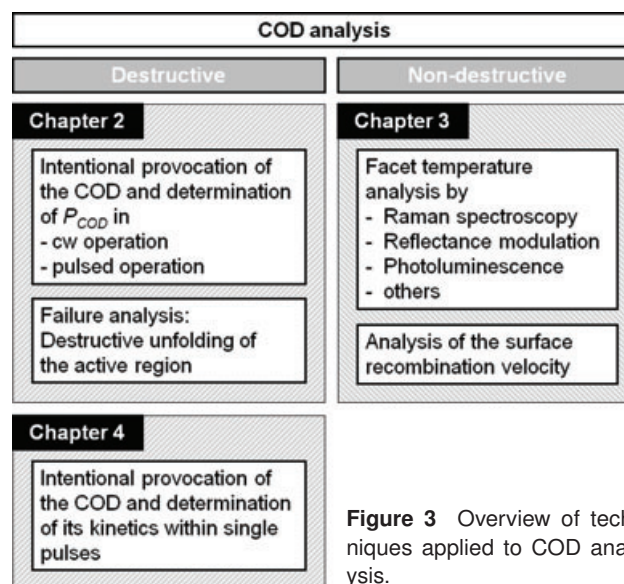 COD analysis
Destructive
Non-destructive
Chapter 2
Intentional provocation of
the COD and determination
of P_COD in
- cw operation
- pulsed operation
Failure analysis:
Destructive unfolding of
the active region
Chapter 3
Facet temperature
analysis by
- Raman spectroscopy
- Reflectance modulation
- Photoluminescence
- others
Analysis of the surface
recombination velocity
Chapter 4
Intentional provocation of
the COD and determination
of its kinetics within single
pulses
Figure 3 Overview of tech-
niques applied to COD anal-
ysis.